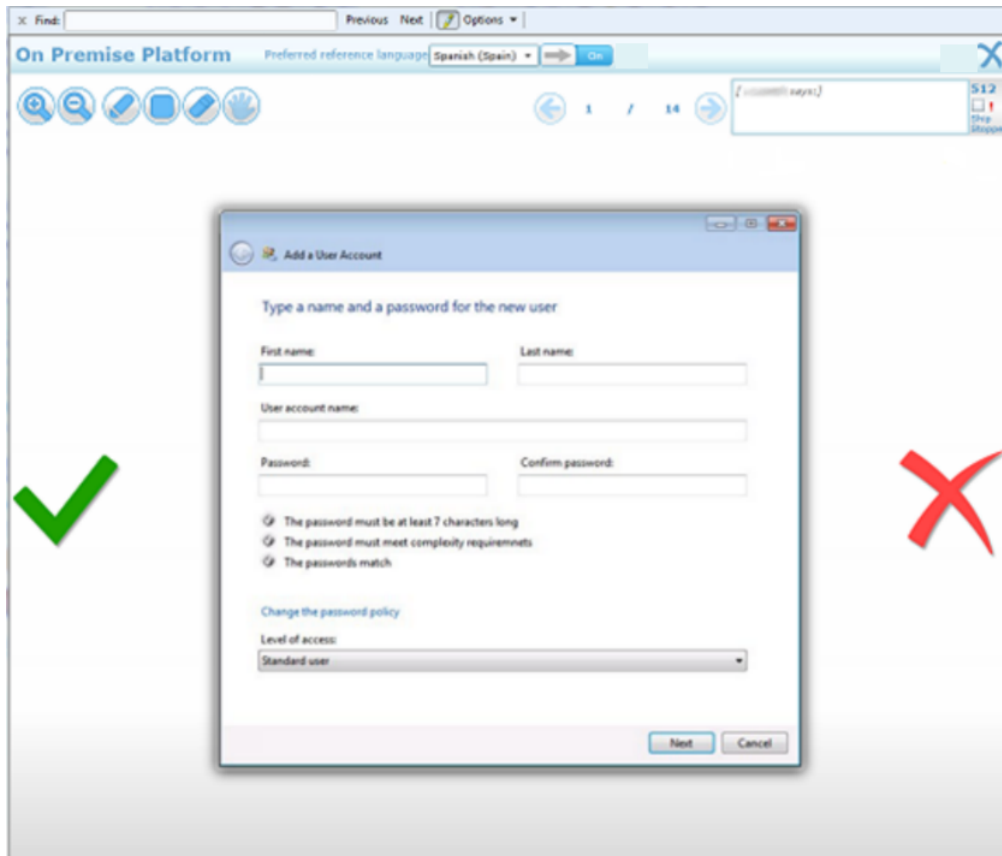 x Find: Previous Next Options
On Premise Platform Preferred reference language Spanish (Spain) On
1 / 14
[ says:]
512
!
Ship
Stopper
Add a User Account
Type a name and a password for the new user
First name: Last name:
User account name:
Password: Confirm password:
The password must be at least 7 characters long
The password must meet complexity requiremnets
The passwords match
Change the password policy
Level of access:
Standard user
Next Cancel